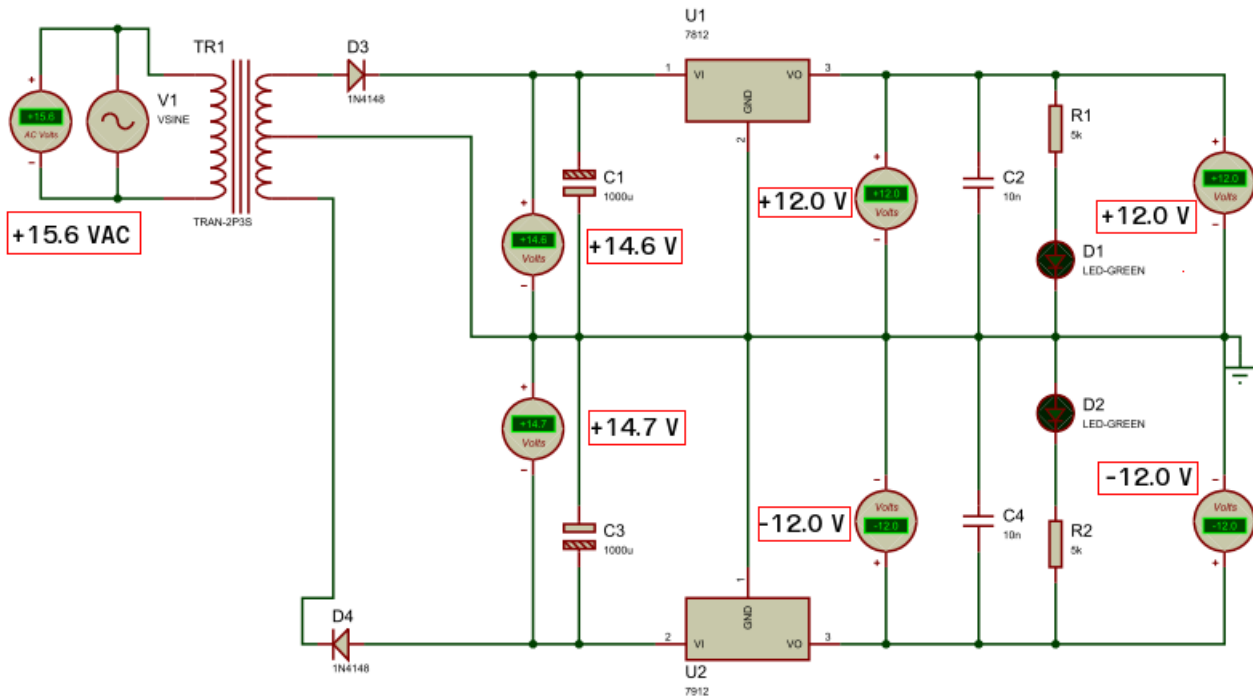 U1
7812
TR1
D3
1N4148
1
VI
VO
3
GND
2
+
+15.6
AC Volts
-
V1
VSINE
+15.6 VAC
TRAN-2P3S
C1
1000u
+
+14.6
Volts
-
+14.6 V
+12.0 V
+
+12.0
Volts
-
C2
10n
R1
5k
D1
LED-GREEN
+12.0 V
+
+12.0
Volts
-
+
+14.7
Volts
-
+14.7 V
C3
1000u
-12.0 V
-
Volts
-12.0
+
C4
10n
D2
LED-GREEN
R2
5k
-12.0 V
-
Volts
-12.0
+
D4
1N4148
1
GND
2
VI
VO
3
U2
7912